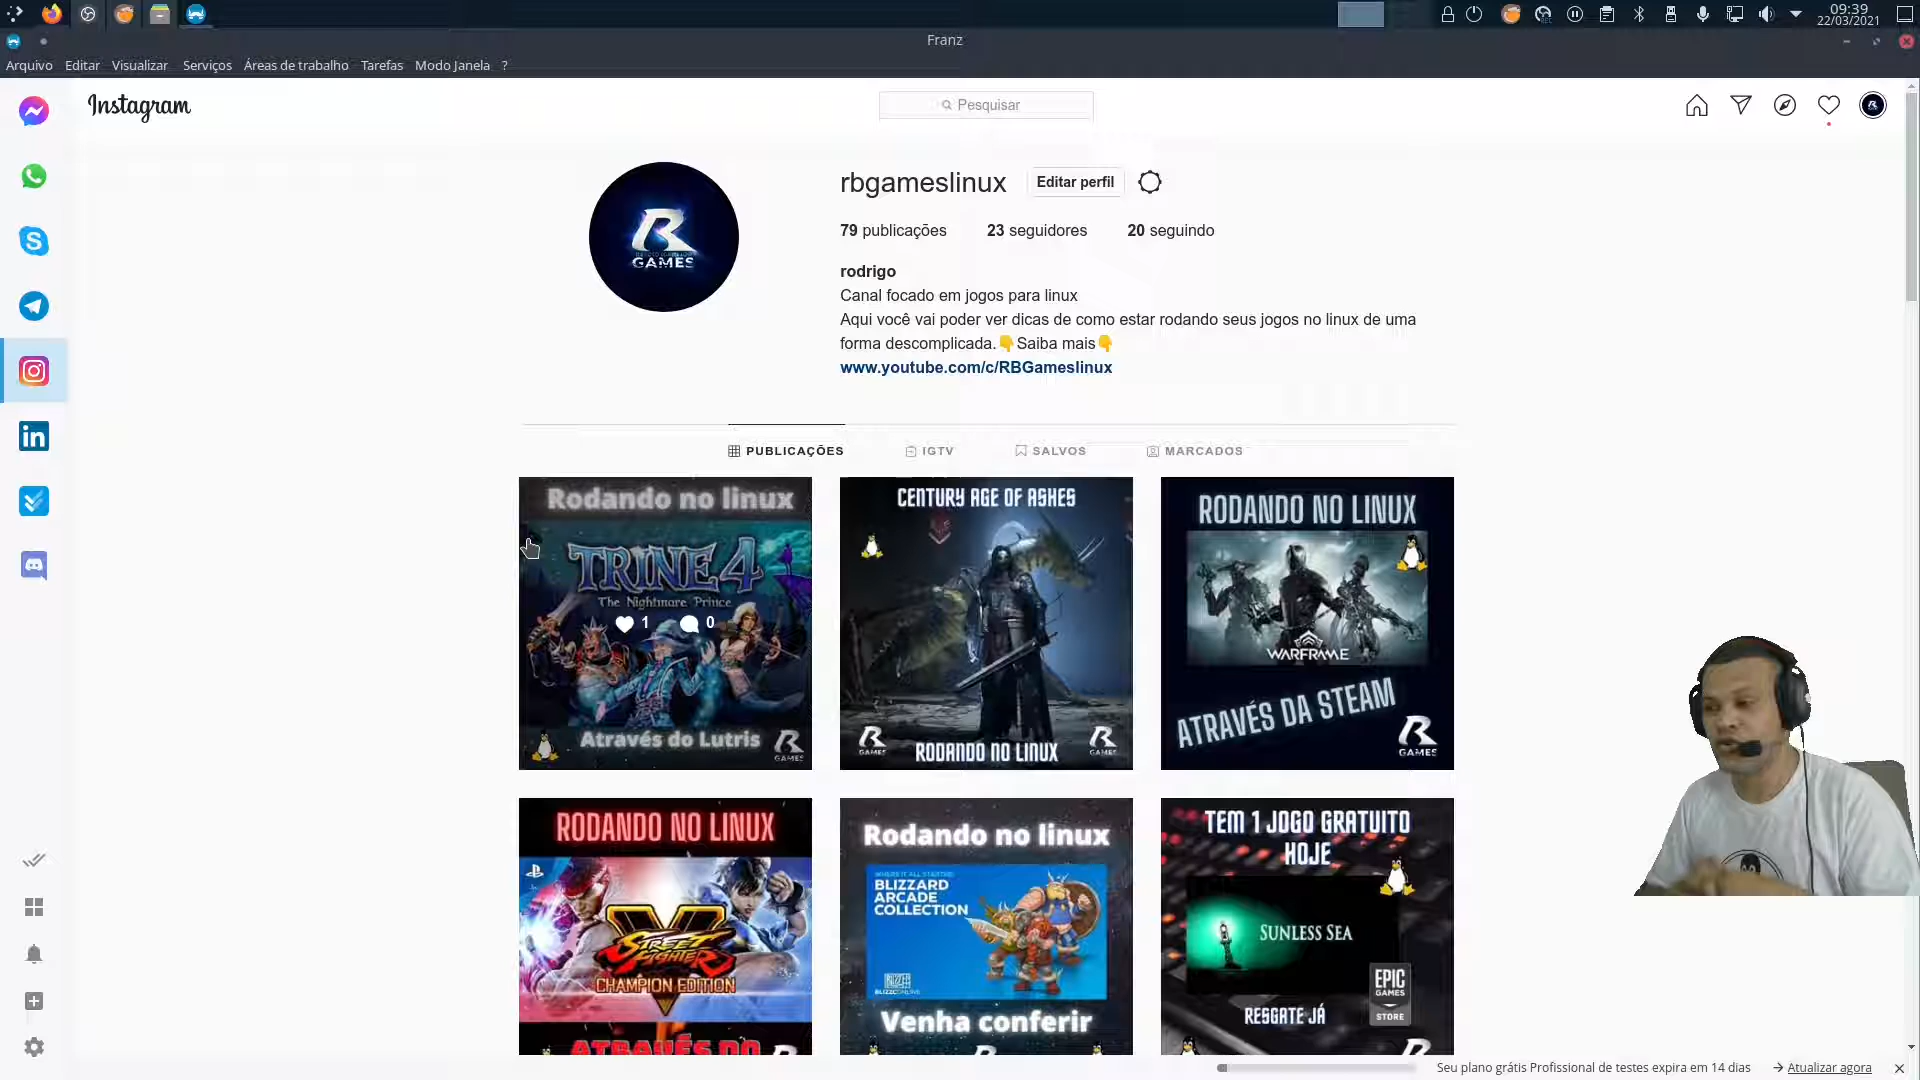 09:39
22/03/2021
Franz
Arquivo Editar Visualizar Serviços Áreas de trabalho Tarefas Modo Janela ?
Instagram
Pesquisar
rbgameslinux
Editar perfil
79 publicações 23 seguidores 20 seguindo
rodrigo
Canal focado em jogos para linux
Aqui você vai poder ver dicas de como estar rodando seus jogos no linux de uma
forma descomplicada.👇Saiba mais👇
www.youtube.com/c/RBGameslinux
R
GAMES
PUBLICAÇÕES IGTV SALVOS MARCADOS
Rodando no linux
TRINE 4
The Nightmare Prince
1 0
Através do Lutris
R
GAMES
CENTURY AGE OF ASHES
R
GAMES
RODANDO NO LINUX
R
GAMES
RODANDO NO LINUX
WARFRAME
ATRAVÉS DA STEAM
R
GAMES
RODANDO NO LINUX
STREET
FIGHTER
V
CHAMPION EDITION
ATRAVÉS DO
Rodando no linux
BLIZZARD
ARCADE
COLLECTION
Venha conferir
TEM 1 JOGO GRATUITO
HOJE
SUNLESS SEA
EPIC
GAMES
STORE
RESGATE JÁ
Seu plano grátis Profissional de testes expira em 14 dias
Atualizar agora